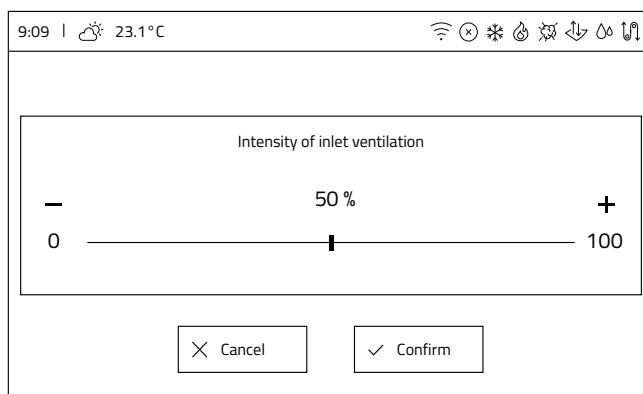 9:09 | 23.1°C
Intensity of inlet ventilation
50 %
− +
0 100
Cancel Confirm